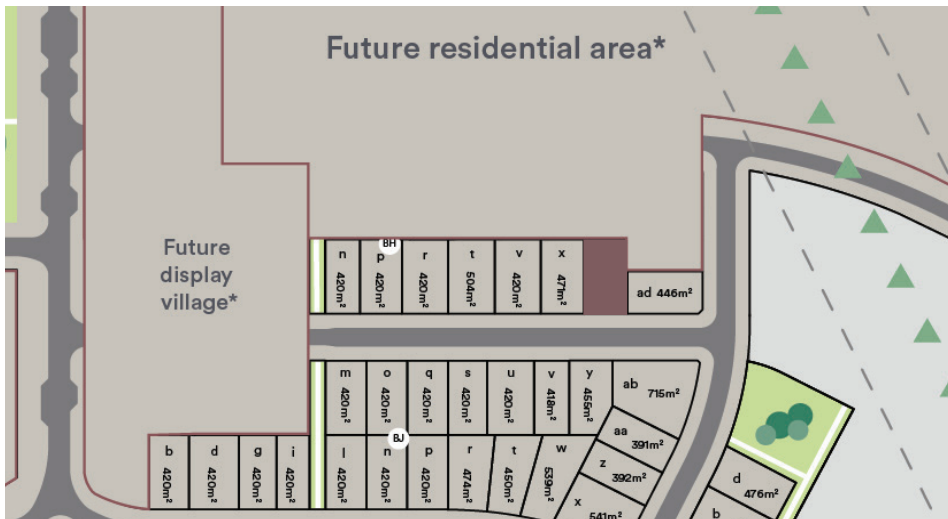 Future residential area*
Future
display
village*
BH
n
p
r
t
v
x
420m²
420m²
420m²
504m²
420m²
471m²
ad 446m²
m
o
q
s
u
v
y
420m²
420m²
420m²
420m²
420m²
418m²
455m²
ab 715m²
aa
391m²
BJ
b
d
g
i
l
n
p
r
t
w
z
392m²
420m²
420m²
420m²
420m²
420m²
420m²
420m²
474m²
450m²
539m²
x
541m²
d
476m²
b